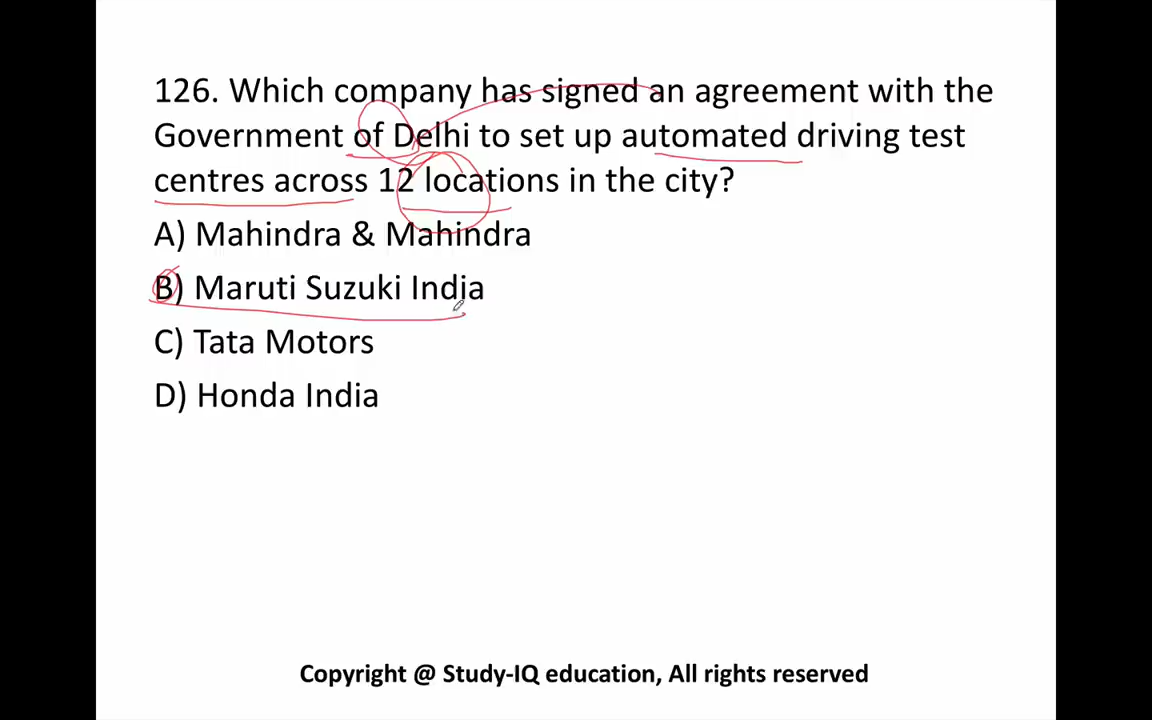 126. Which company has signed an agreement with the
Government of Delhi to set up automated driving test
centres across 12 locations in the city?
A) Mahindra & Mahindra
B) Maruti Suzuki India
C) Tata Motors
D) Honda India
Copyright @ Study-IQ education, All rights reserved